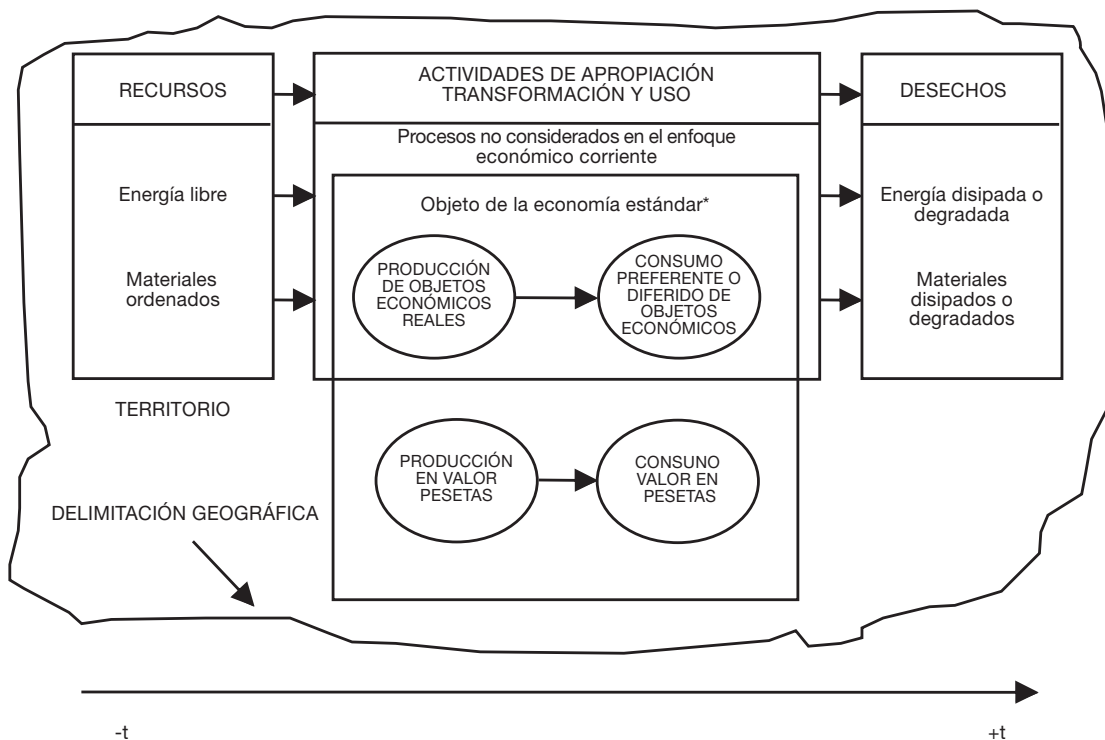 RECURSOS
ACTIVIDADES DE APROPIACIÓN
TRANSFORMACIÓN Y USO
DESECHOS
Procesos no considerados en el enfoque
económico corriente
Energía libre
Materiales
ordenados
Objeto de la economía estándar*
PRODUCCIÓN
DE OBJETOS
ECONÓMICOS
REALES
CONSUMO
PREFERENTE O
DIFERIDO DE
OBJETOS
ECONÓMICOS
Energía disipada o
degradada
Materiales
disipados o
degradados
TERRITORIO
PRODUCCIÓN
EN VALOR
PESETAS
CONSUNO
VALOR EN
PESETAS
DELIMITACIÓN GEOGRÁFICA
-t
+t